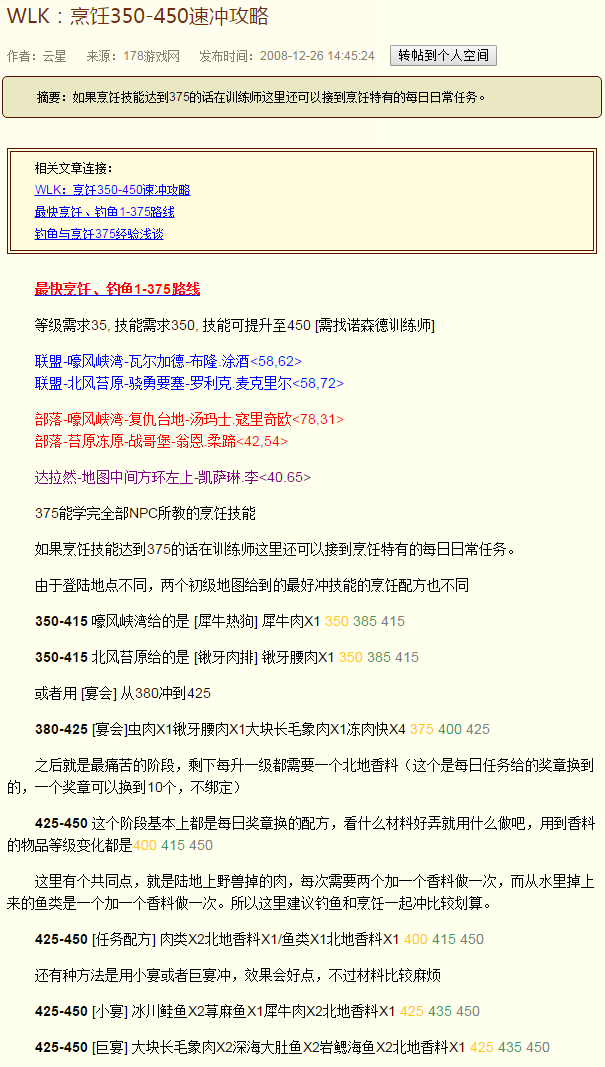 WLK：烹饪350-450速冲攻略
作者：云星 来源：178游戏网 发布时间：2008-12-26 14:45:24 转帖到个人空间
摘要：如果烹饪技能达到375的话在训练师这里还可以接到烹饪特有的每日日常任务。
相关文章连接：
WLK：烹饪350-450速冲攻略
最快烹饪、钓鱼1-375路线
钓鱼与烹饪375经验浅谈
最快烹饪、钓鱼1-375路线
等级需求35, 技能需求350, 技能可提升至450 [需找诺森德训练师]
联盟-嚎风峡湾-瓦尔加德-布隆.涂酒<58,62>
联盟-北风苔原-骁勇要塞-罗利克.麦克里尔<58,72>
部落-嚎风峡湾-复仇台地-汤玛士.寇里奇欧<78,31>
部落-苔原冻原-战哥堡-翁恩.柔蹄<42,54>
达拉然-地图中间方环左上-凯萨琳.李<40.65>
375能学完全部NPC所教的烹饪技能
如果烹饪技能达到375的话在训练师这里还可以接到烹饪特有的每日日常任务。
由于登陆地点不同，两个初级地图给到的最好冲技能的烹饪配方也不同
350-415 嚎风峡湾给的是 [犀牛热狗] 犀牛肉X1 350 385 415
350-415 北风苔原给的是 [锹牙肉排] 锹牙腰肉X1 350 385 415
或者用 [宴会] 从380冲到425
380-425 [宴会]虫肉X1锹牙腰肉X1大块长毛象肉X1冻肉快X4 375 400 425
之后就是最痛苦的阶段，剩下每升一级都需要一个北地香料（这个是每日任务给的奖章换到
的，一个奖章可以换到10个，不绑定）
425-450 这个阶段基本上都是每日奖章换的配方，看什么材料好弄就用什么做吧，用到香料
的物品等级变化都是400 415 450
这里有个共同点，就是陆地上野兽掉的肉，每次需要两个加一个香料做一次，而从水里掉上
来的鱼类是一个加一个香料做一次。所以这里建议钓鱼和烹饪一起冲比较划算。
425-450 [任务配方] 肉类X2北地香料X1/鱼类X1北地香料X1 400 415 450
还有种方法是用小宴或者巨宴冲，效果会好点，不过材料比较麻烦
425-450 [小宴] 冰川鲑鱼X2荨麻鱼X1犀牛肉X2北地香料X1 425 435 450
425-450 [巨宴] 大块长毛象肉X2深海大肚鱼X2岩鳃海鱼X2北地香料X1 425 435 450